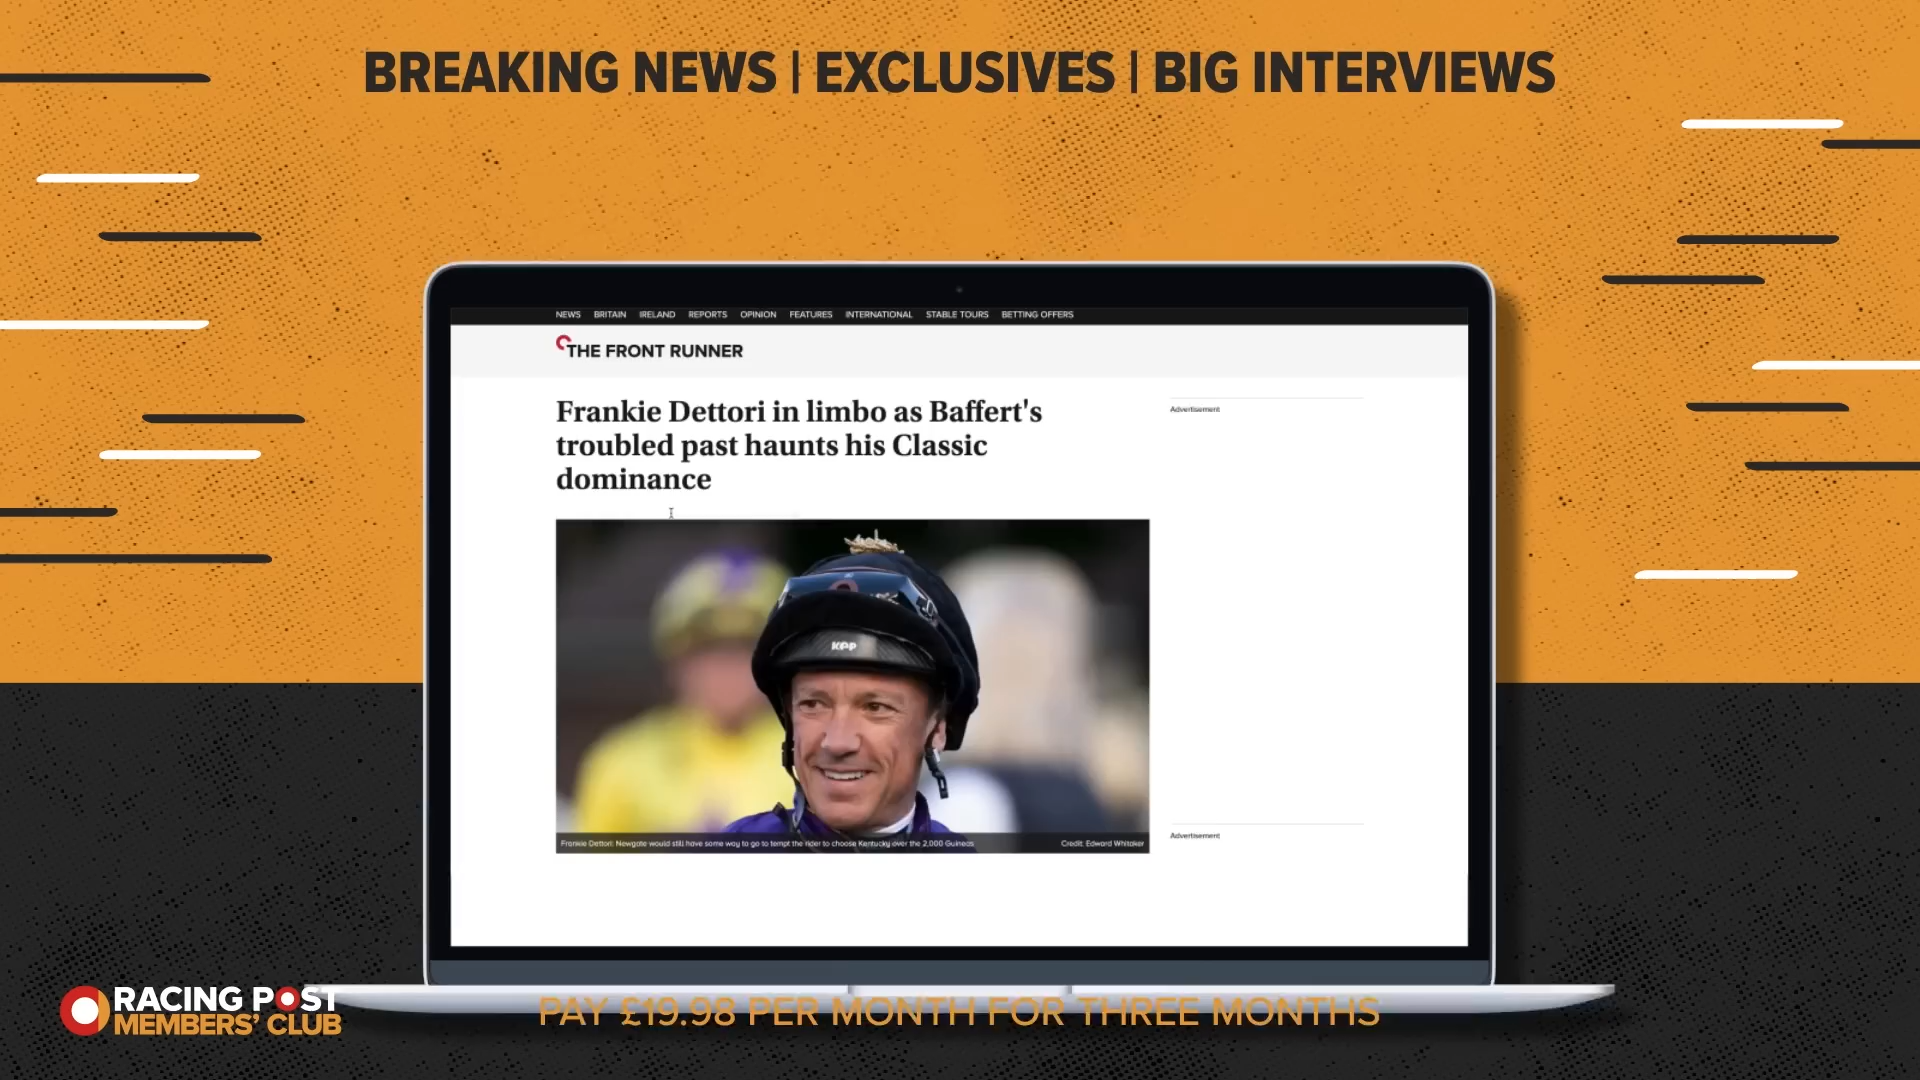 BREAKING NEWS | EXCLUSIVES | BIG INTERVIEWS
NEWS BRITAIN IRELAND REPORTS OPINION FEATURES INTERNATIONAL STABLE TOURS BETTING OFFERS
THE FRONT RUNNER
Frankie Dettori in limbo as Baffert's
troubled past haunts his Classic
dominance
Advertisement
KEP
Frankie Dettori: Newgate would still have some way to go to tempt the rider to choose Kentucky over the 2,000 Guineas
Credit: Edward Whitaker
Advertisement
RACING POST
MEMBERS' CLUB
PAY £19.98 PER MONTH FOR THREE MONTHS